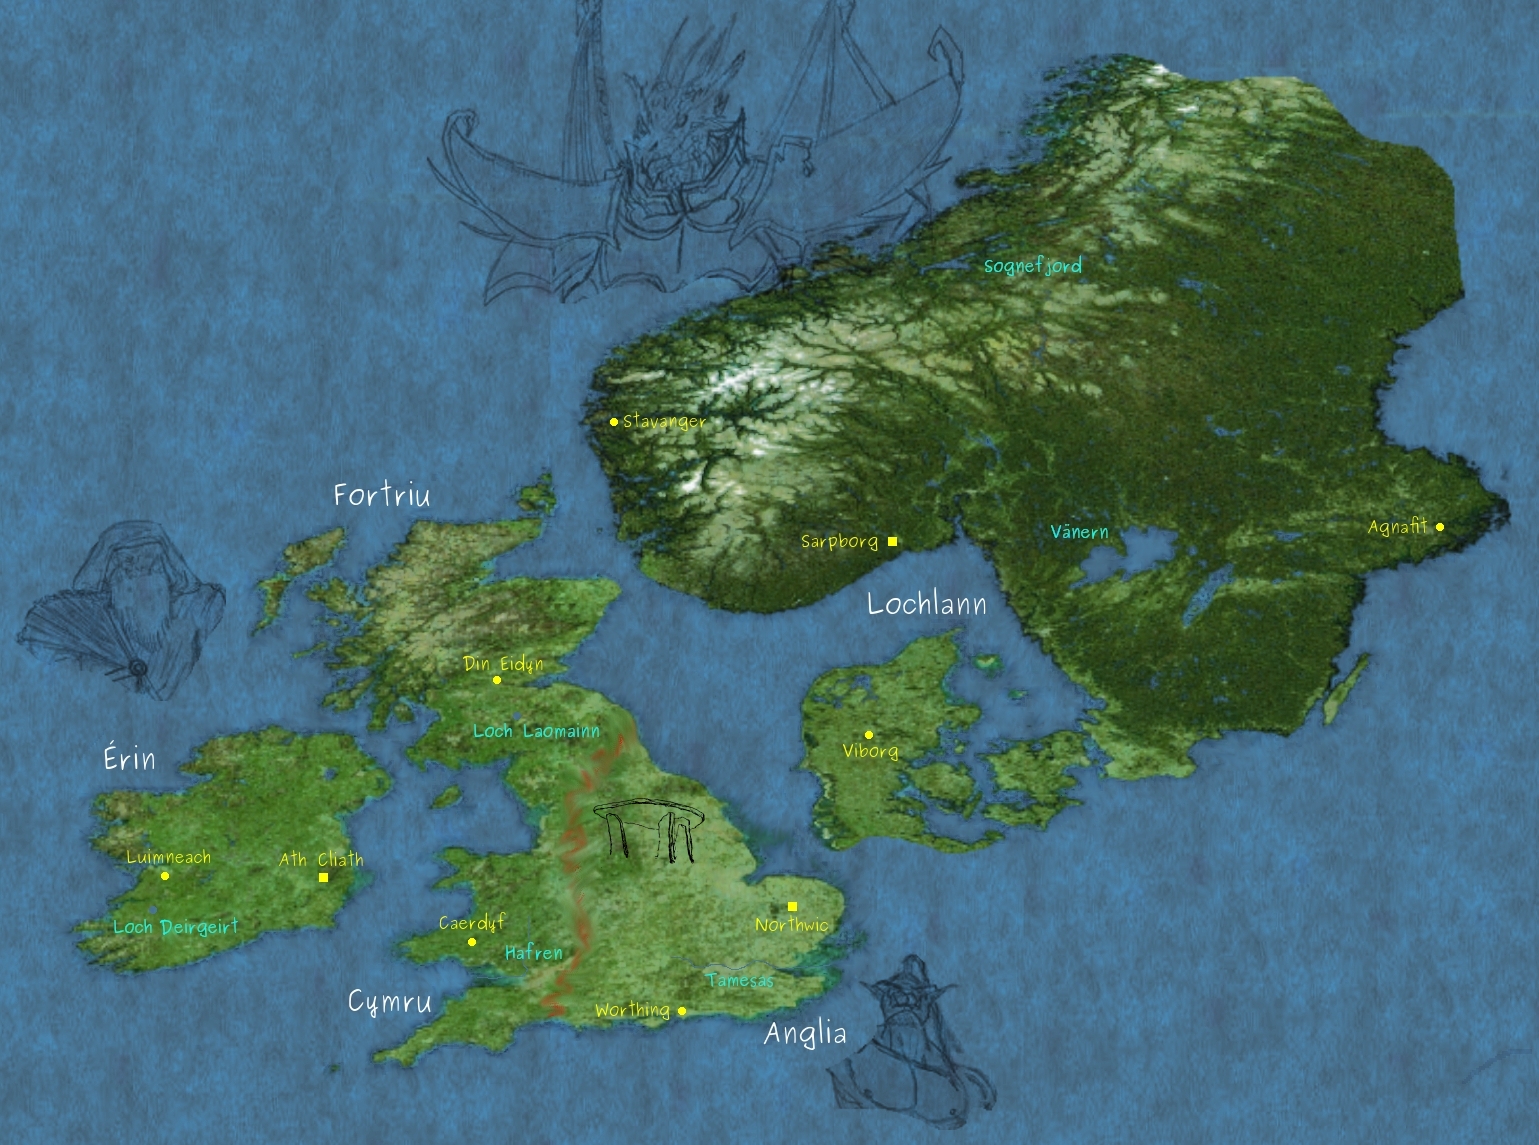 Sognefjord
Stavanger
Fortriu
Sarpborg
Vänern
Agnafit
Lochlann
Din Eidyn
Loch Laomainn
Viborg
Érin
Luimneach
Ath Cliath
Loch Deirgeirt
Caerdyf
Hafren
Northwic
Tamesas
Cymru
Worthing
Anglia